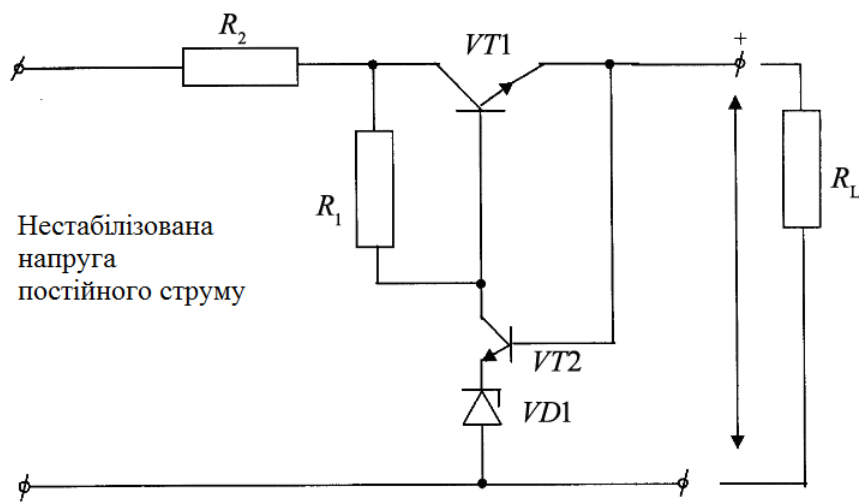 R2
VT1
+
R1
RL
Нестабілізована
напруга
постійного струму
VT2
VD1